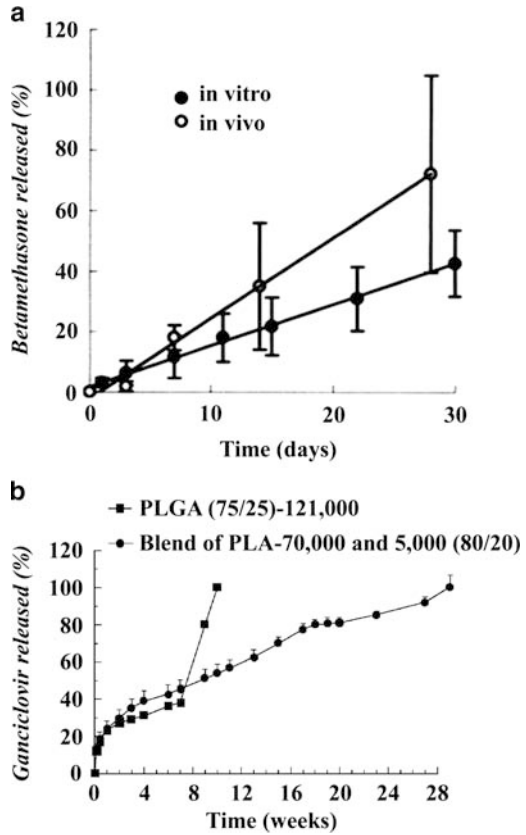 a
120
100
80
60
40
20
0
Betamethasone released (%)
in vitro
in vivo
0 10 20 30
Time (days)
b
PLGA (75/25)-121,000
Blend of PLA-70,000 and 5,000 (80/20)
120
100
80
60
40
20
0
Ganciclovir released (%)
0 4 8 12 16 20 24 28
Time (weeks)